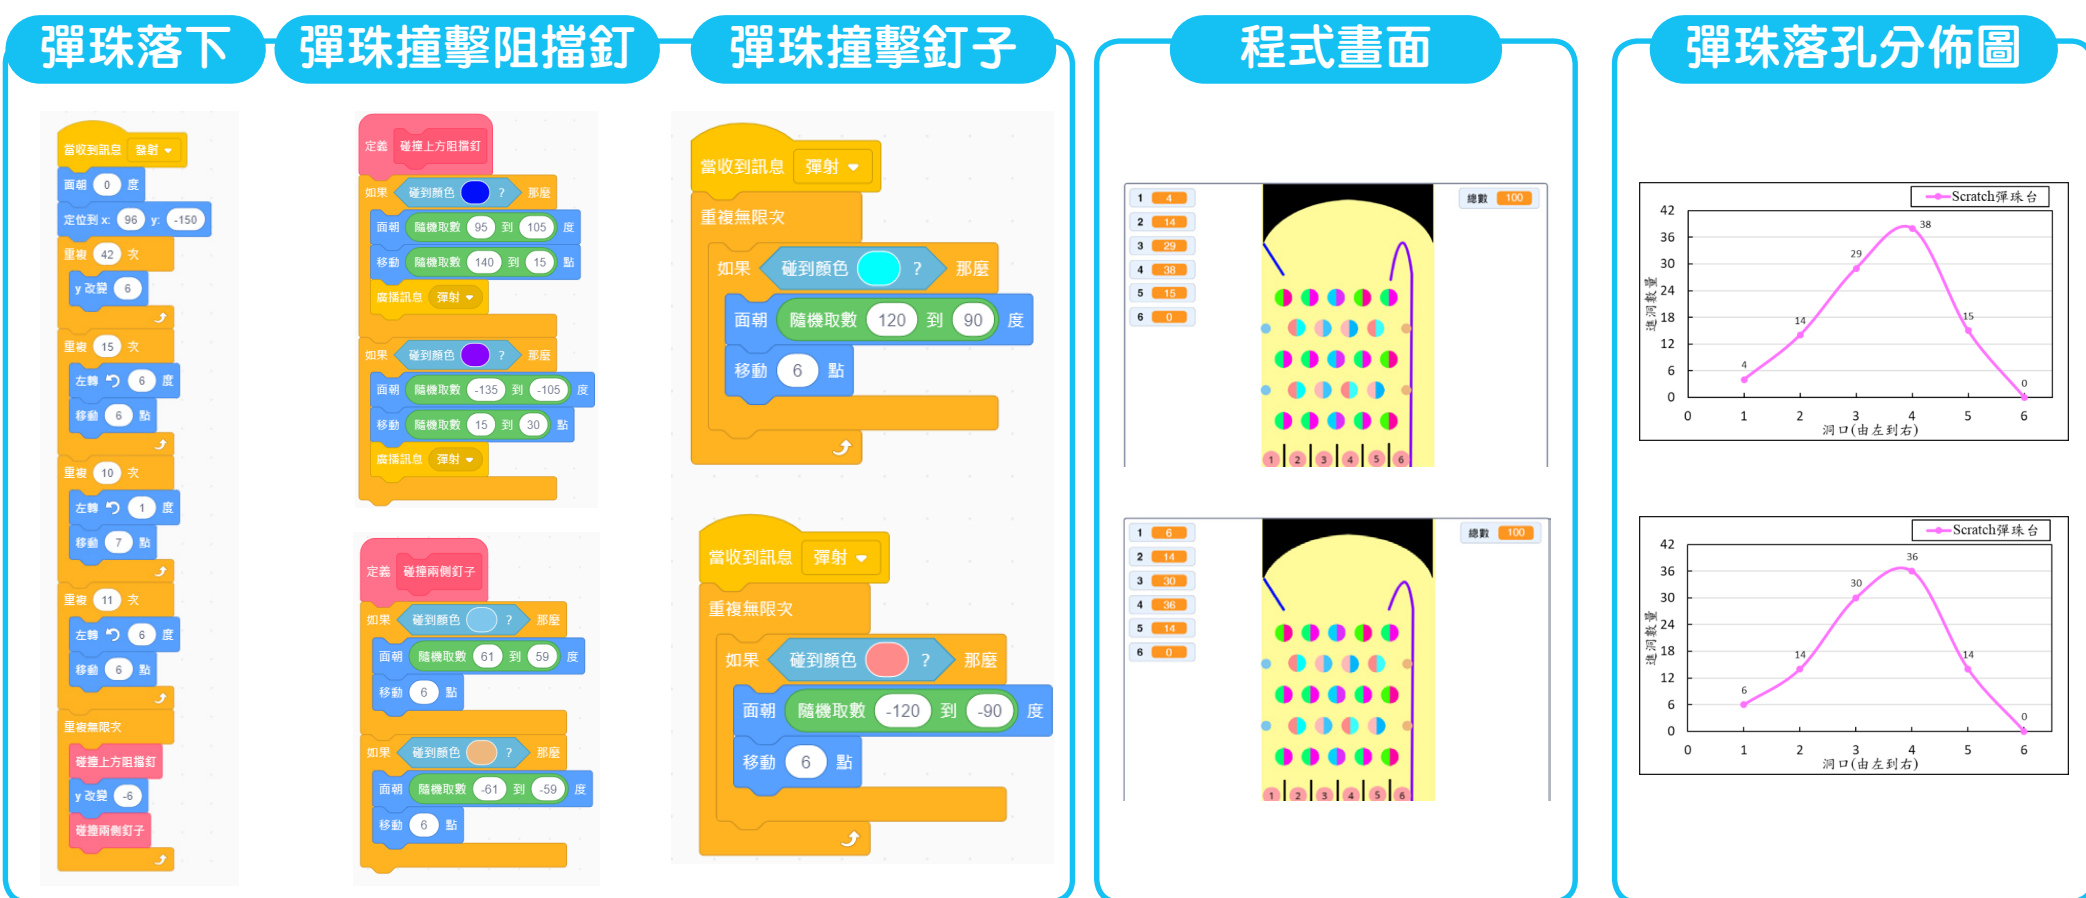 彈珠落下
彈珠撞擊阻擋釘
彈珠撞擊釘子
程式畫面
彈珠落孔分佈圖
當收到訊息 發射
面朝 0 度
定位到 x: 96 y: -150
重複 42 次
y 改變 6
重複 15 次
左轉 6 度
移動 6 點
重複 10 次
左轉 1 度
移動 7 點
重複 11 次
左轉 6 度
移動 6 點
重複無限次
碰撞上方阻擋釘
y 改變 -6
碰撞兩側釘子
定義 碰撞上方阻擋釘
如果 碰到顏色 ? 那麼
面朝 隨機取數 95 到 105 度
移動 隨機取數 140 到 15 點
廣播訊息 彈射
如果 碰到顏色 ? 那麼
面朝 隨機取數 -135 到 -105 度
移動 隨機取數 15 到 30 點
廣播訊息 彈射
定義 碰撞兩側釘子
如果 碰到顏色 ? 那麼
面朝 隨機取數 61 到 59 度
移動 6 點
如果 碰到顏色 ? 那麼
面朝 隨機取數 -61 到 -59 度
移動 6 點
當收到訊息 彈射
重複無限次
如果 碰到顏色 ? 那麼
面朝 隨機取數 120 到 90 度
移動 6 點
當收到訊息 彈射
重複無限次
如果 碰到顏色 ? 那麼
面朝 隨機取數 -120 到 -90 度
移動 6 點
1 4
2 14
3 29
4 38
5 15
6 0
總數 100
1 2 3 4 5 6
1 6
2 14
3 30
4 36
5 14
6 0
總數 100
1 2 3 4 5 6
Scratch彈珠台
進洞數量
42
36
30
24
18
12
6
0
4
14
29
38
15
0
0 1 2 3 4 5 6
洞口(由左到右)
Scratch彈珠台
進洞數量
42
36
30
24
18
12
6
0
6
14
30
36
14
0
0 1 2 3 4 5 6
洞口(由左到右)